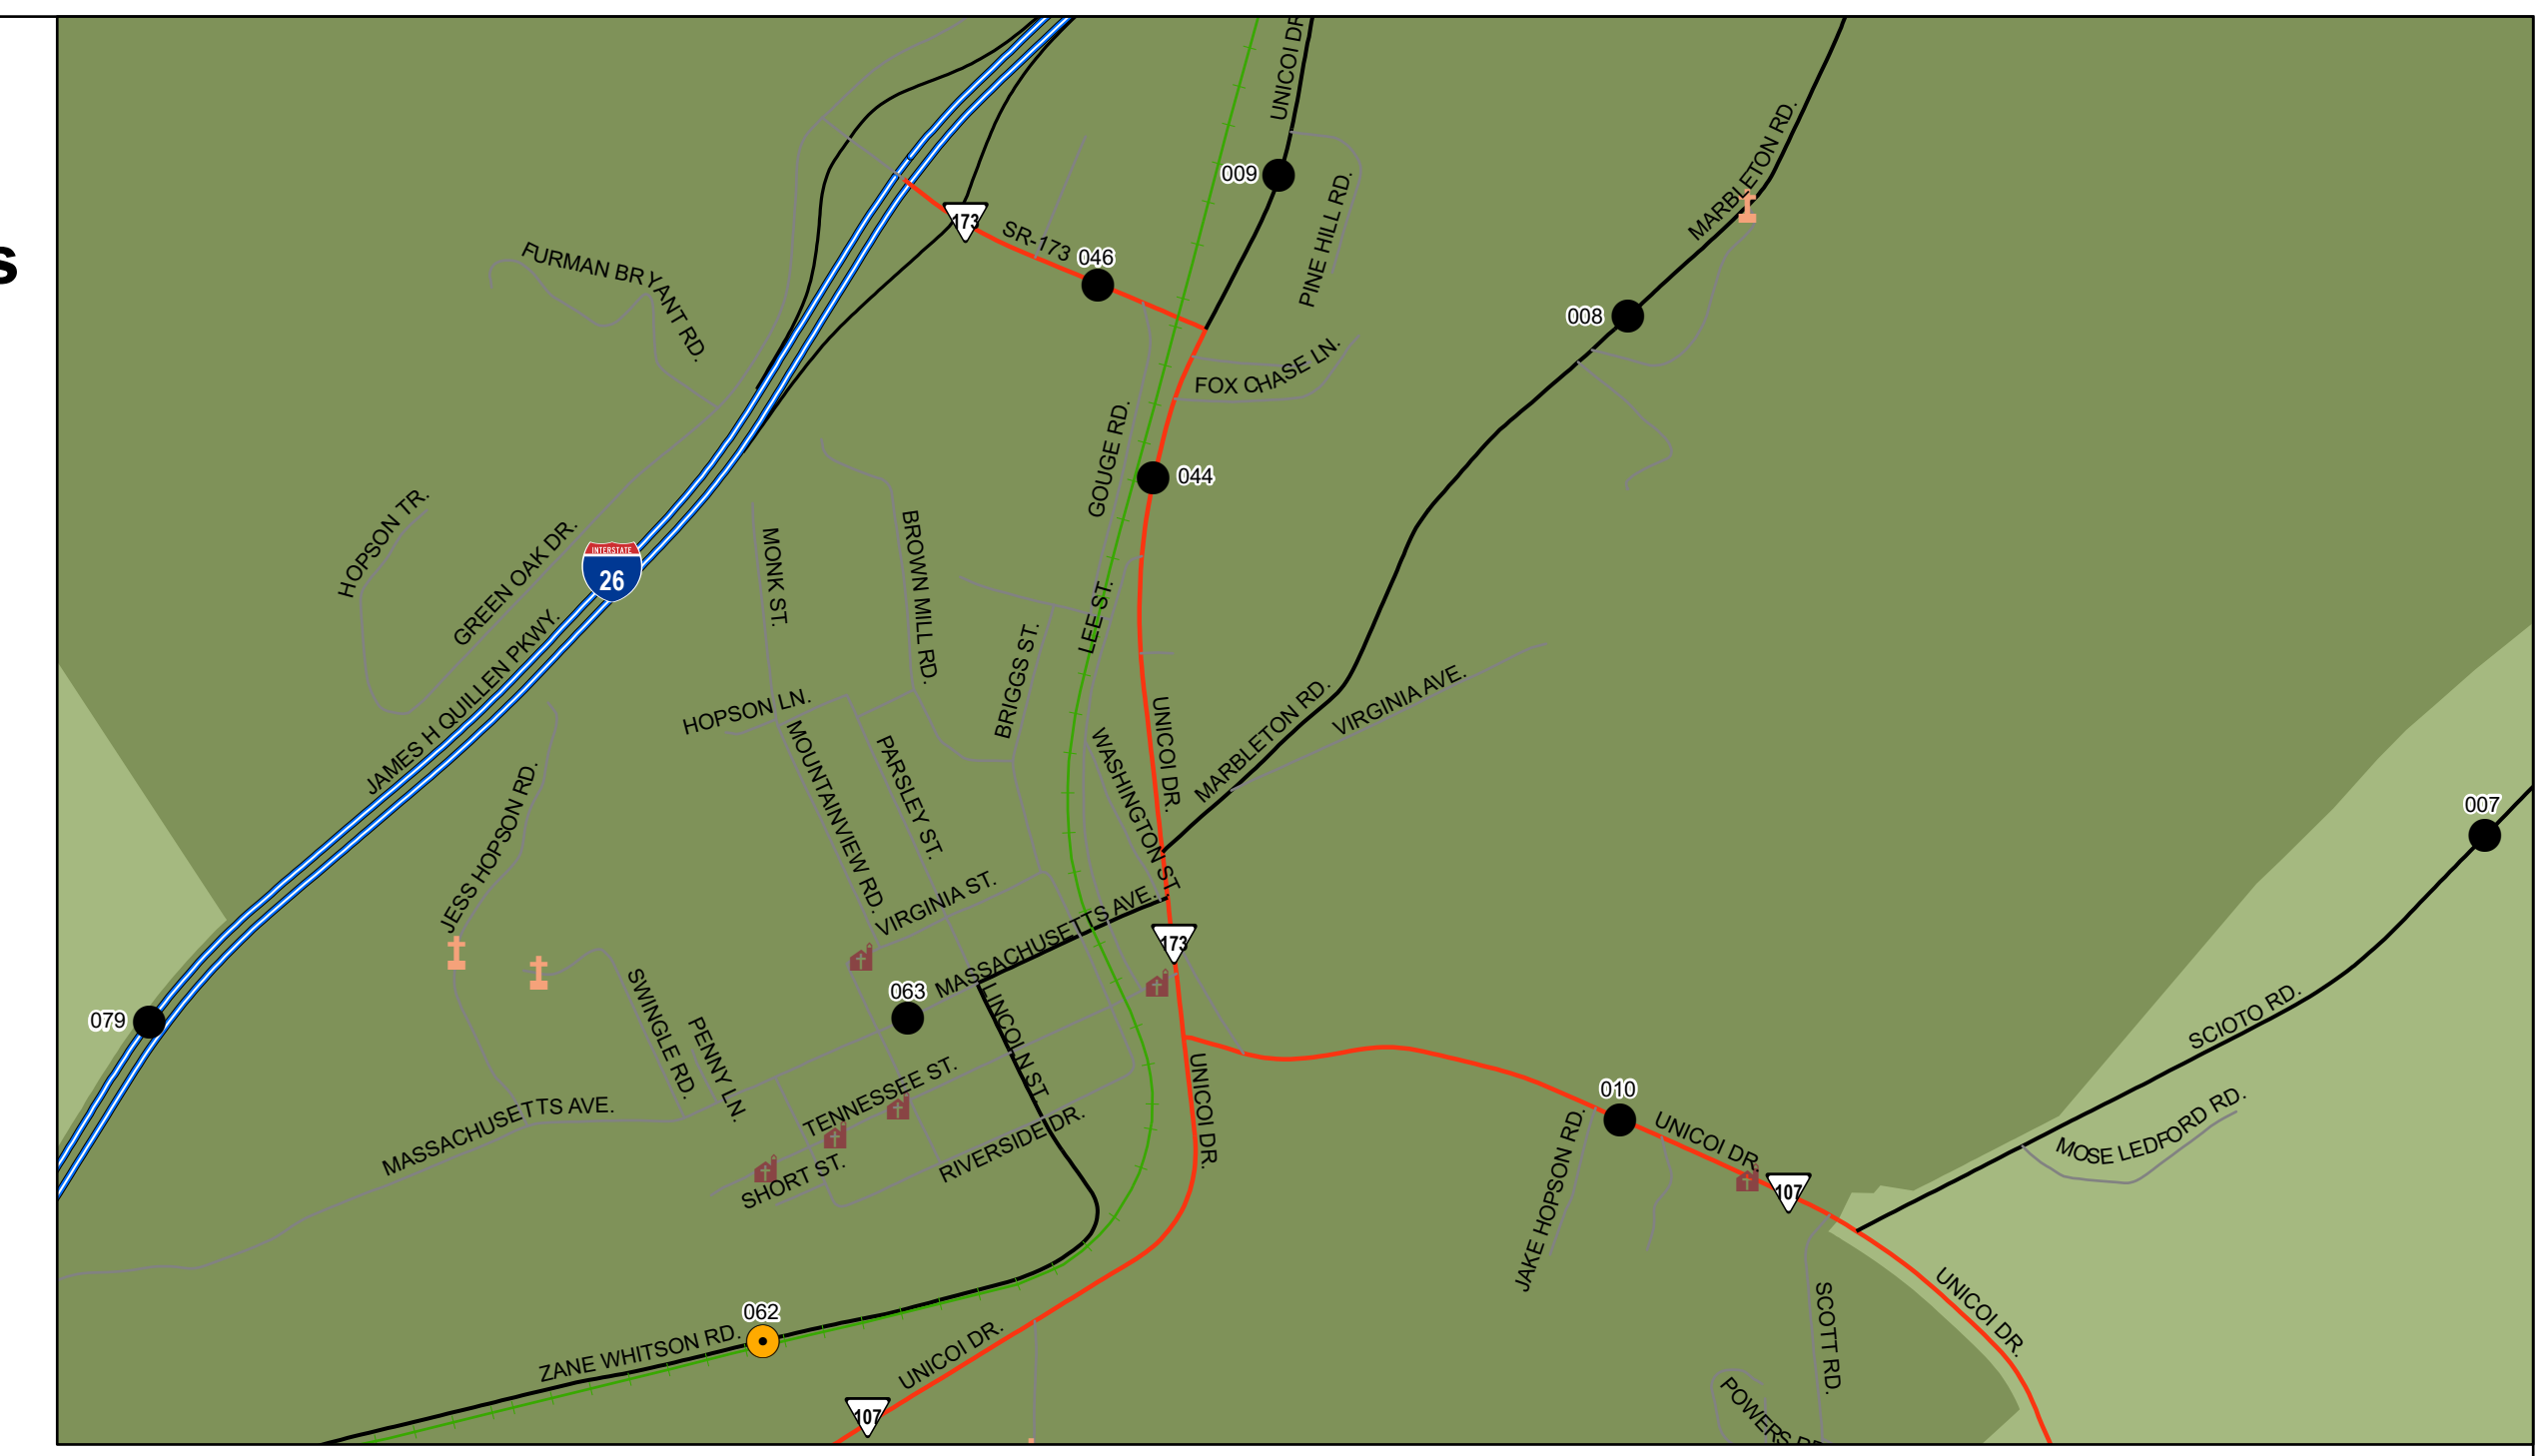 s
UNICOI DR
009
173
SR-173
046
PINE HILL RD.
MARBLETON RD.
FURMAN BRYANT RD.
008
FOX CHASE LN.
GOUGE RD.
044
HOPSON TR.
GREEN OAK DR.
INTERSTATE
26
MONK ST.
BROWN MILL RD.
LEE ST.
BRIGGS ST.
JAMES H QUILLEN PKWY.
HOPSON LN.
MOUNTAINVIEW RD.
PARSLEY ST.
WASHINGTON ST
UNICOI DR.
MARBLETON RD.
VIRGINIA AVE.
JESS HOPSON RD.
007
VIRGINIA ST.
MASSACHUSETTS AVE.
173
079
063
SWINGLE RD.
PENNY LN.
LINCOLN ST.
SCIOTO RD.
TENNESSEE ST.
UNICOI DR.
010
MASSACHUSETTS AVE.
RIVERSIDE DR.
SHORT ST.
JAKE HOPSON RD.
UNICOI DR.
107
MOSE LEDFORD RD.
062
ZANE WHITSON RD.
UNICOI DR.
107
SCOTT RD.
UNICOI DR.
POWERS